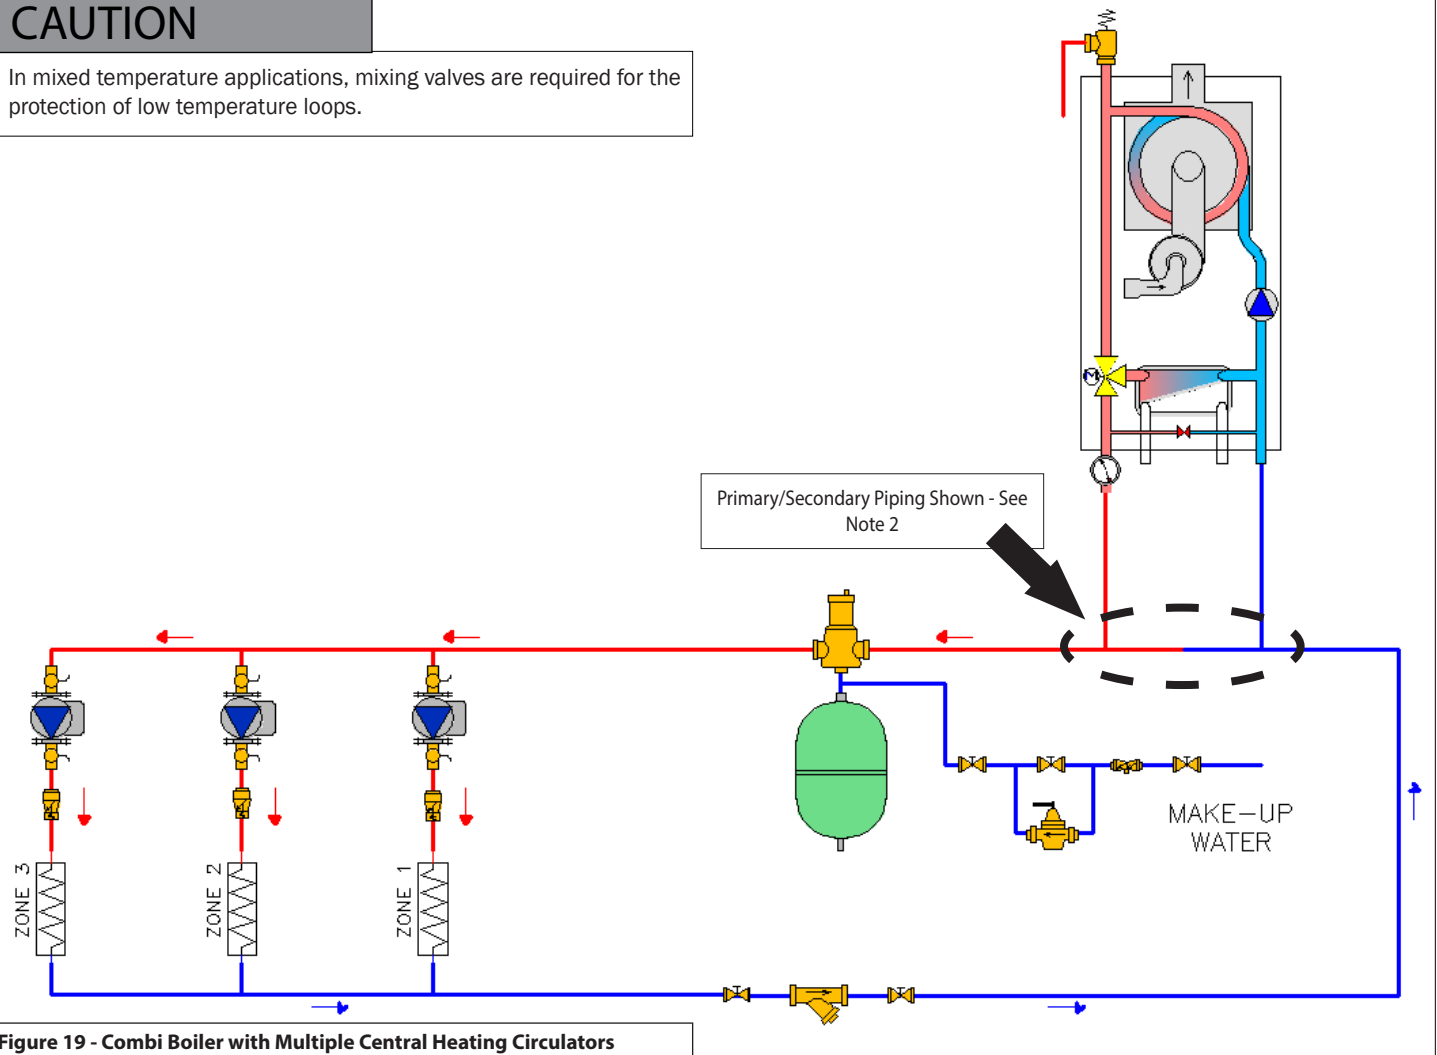 CAUTION
In mixed temperature applications, mixing valves are required for the
protection of low temperature loops.
M
Primary/Secondary Piping Shown - See
Note 2
MAKE-UP
WATER
ZONE 3
ZONE 2
ZONE 1
Figure 19 - Combi Boiler with Multiple Central Heating Circulators